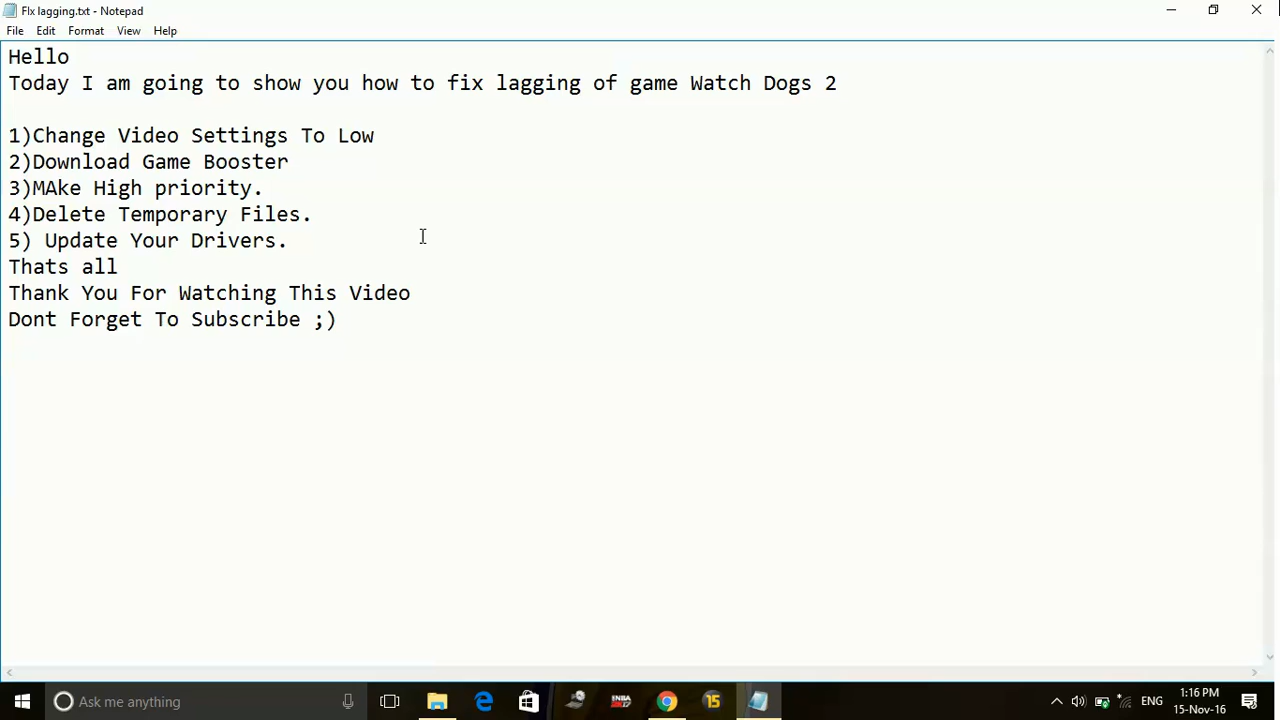 FIx lagging.txt - Notepad
File Edit Format View Help
Hello
Today I am going to show you how to fix lagging of game Watch Dogs 2
1)Change Video Settings To Low
2)Download Game Booster
3)MAke High priority.
4)Delete Temporary Files.
5) Update Your Drivers.
Thats all
Thank You For Watching This Video
Dont Forget To Subscribe ;)
Ask me anything
15
ENG
1:16 PM
15-Nov-16